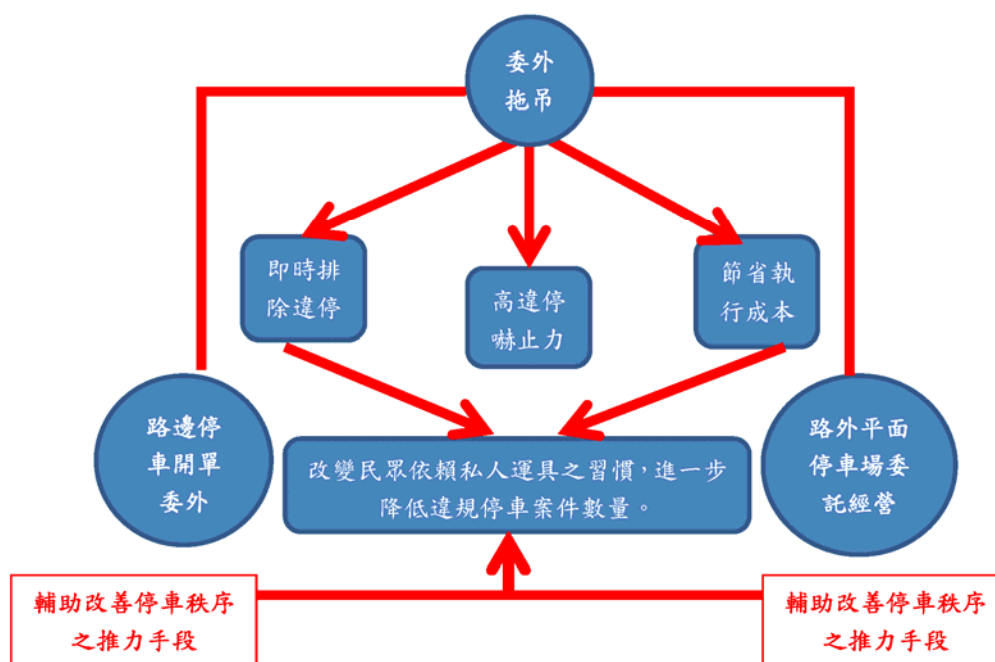 委外
拖吊
即時排
除違停
高違停
嚇止力
節省執
行成本
路邊停
車開單
委外
改變民眾依賴私人運具之習慣，進一步
降低違規停車案件數量。
路外平面
停車場委
託經營
輔助改善停車秩序
之推力手段
輔助改善停車秩序
之推力手段